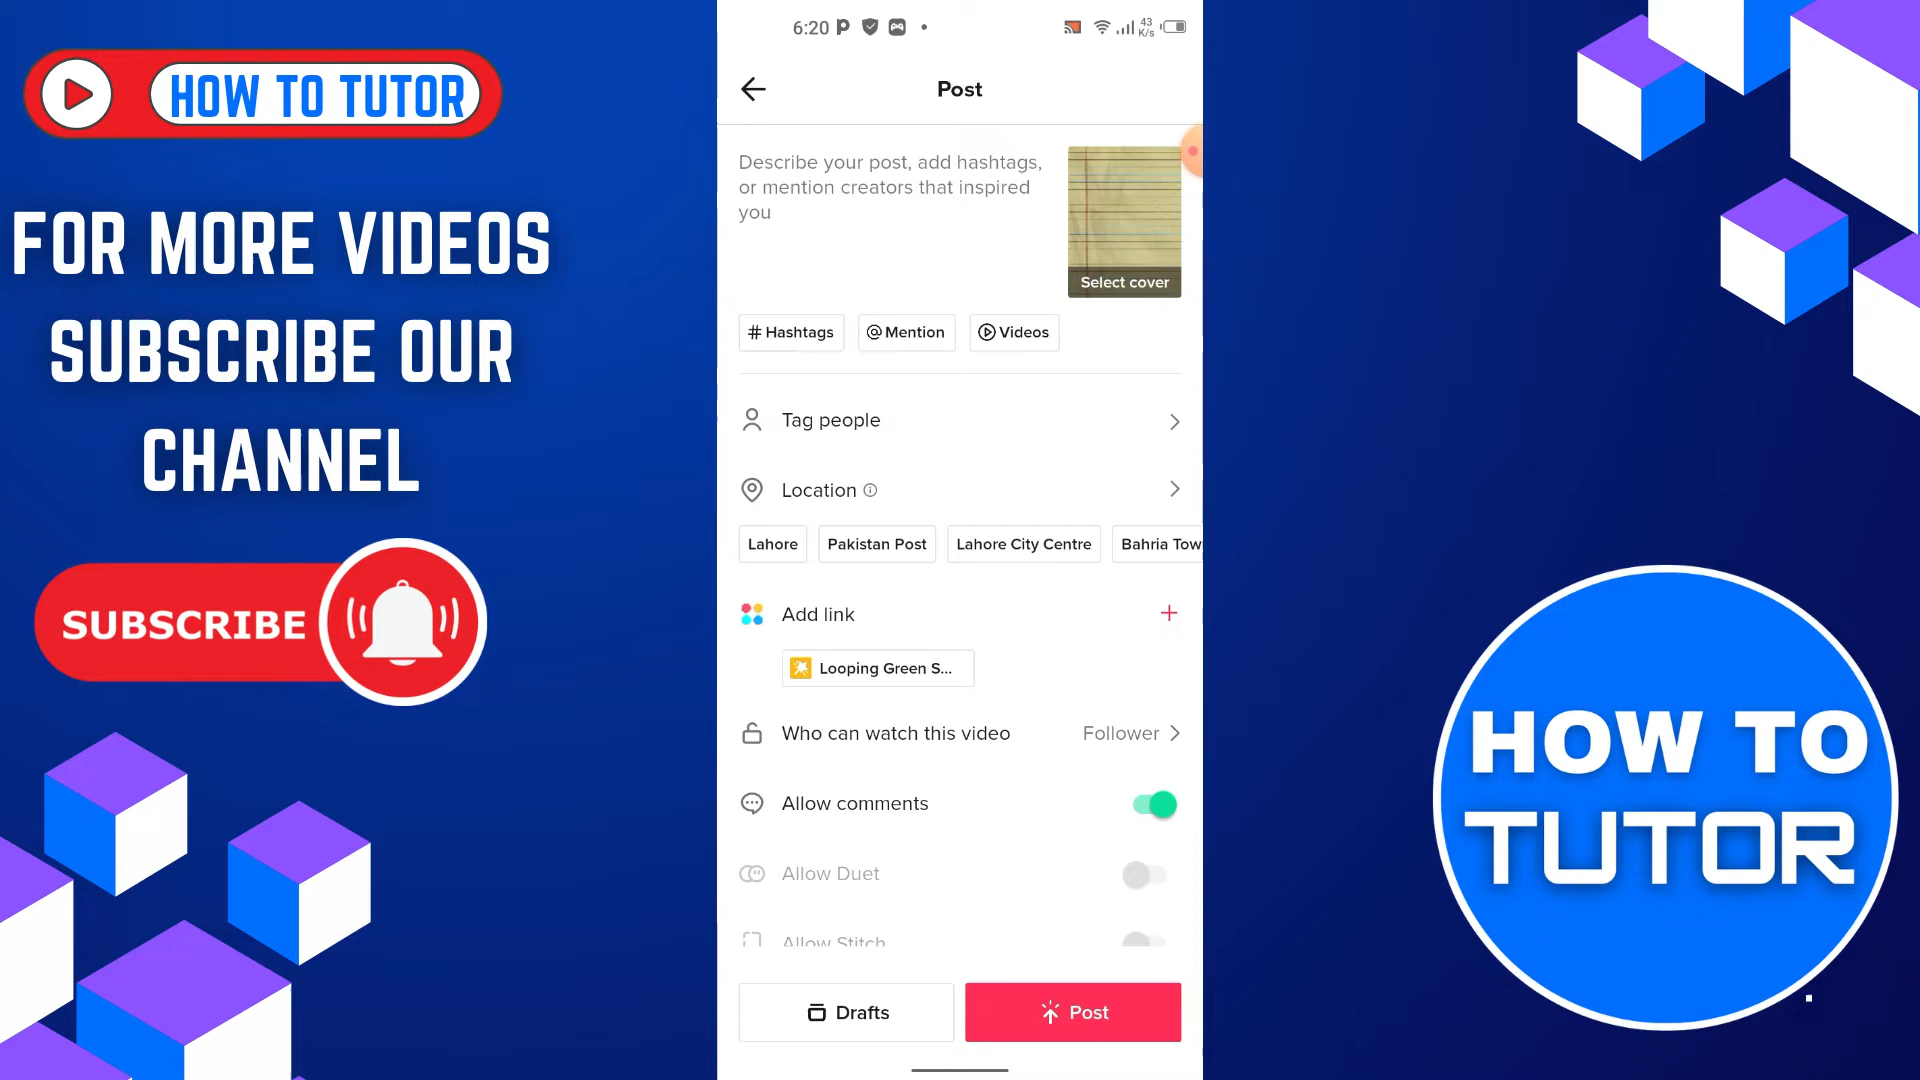 HOW TO TUTOR
FOR MORE VIDEOS
SUBSCRIBE OUR
CHANNEL
SUBSCRIBE
6:20
43
K/s
Post
Describe your post, add hashtags,
or mention creators that inspired
you
Select cover
# Hashtags
@ Mention
Videos
Tag people
Location
Lahore
Pakistan Post
Lahore City Centre
Bahria Tow
Add link
Looping Green S...
Who can watch this video
Follower
Allow comments
Allow Duet
Allow Stitch
Drafts
Post
HOW TO
TUTOR